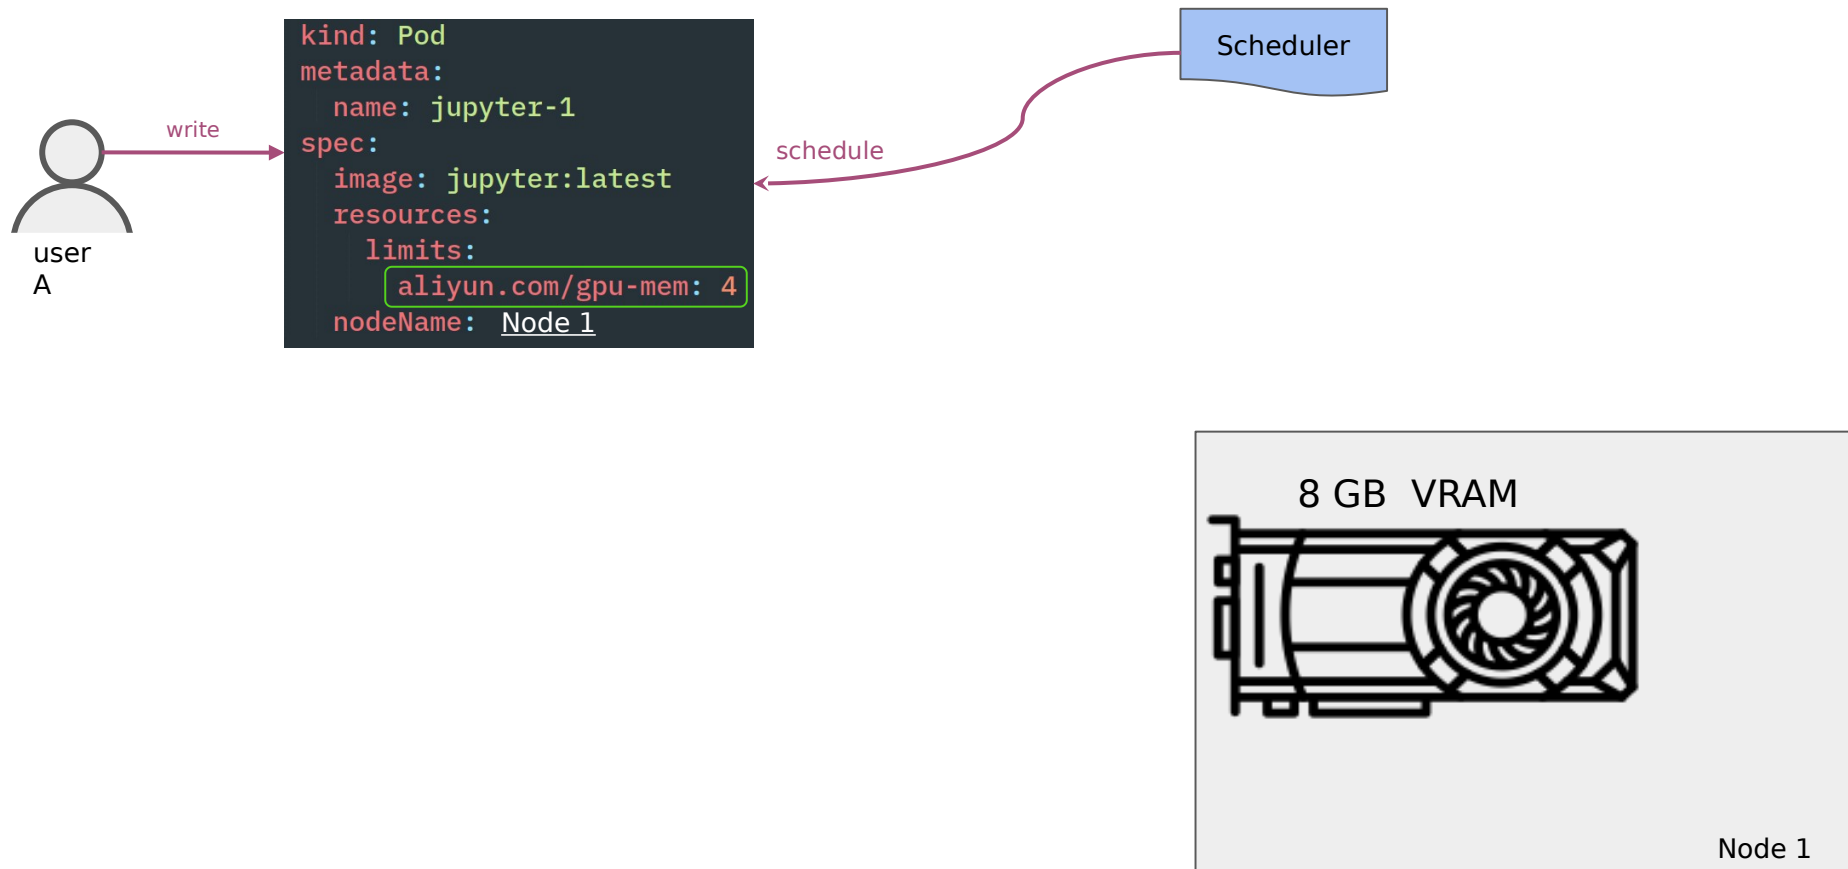 write
user
A
kind: Pod
metadata:
name: jupyter-1
spec:
image: jupyter:latest
resources:
limits:
aliyun.com/gpu-mem: 4
nodeName: Node 1
schedule
Scheduler
8 GB VRAM
Node 1